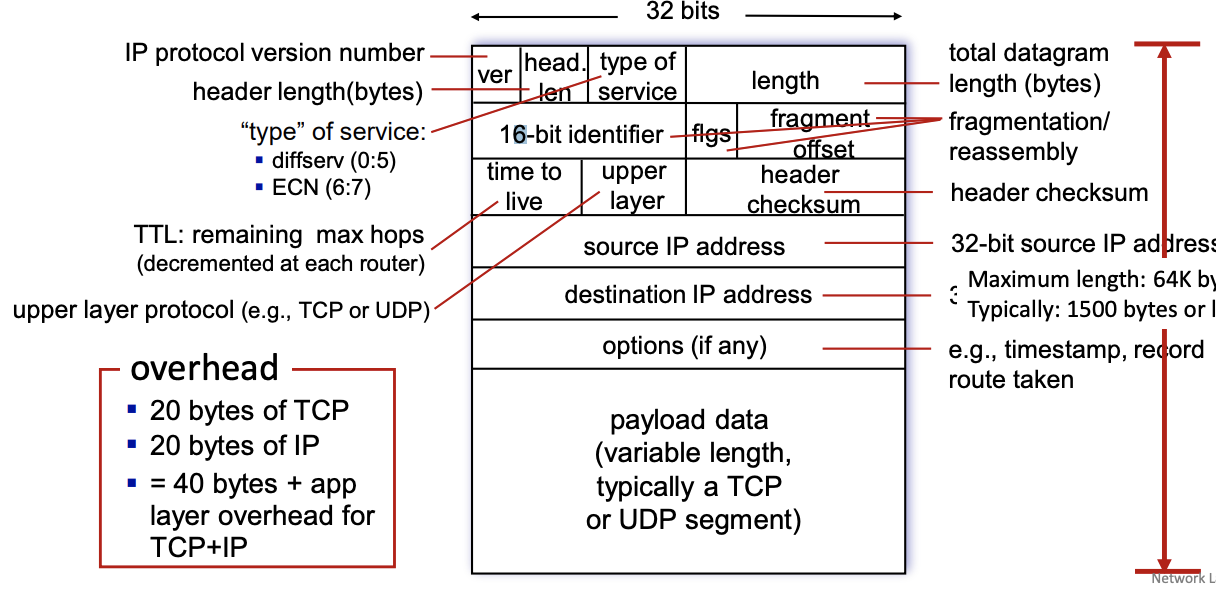 32 bits
IP protocol version number
header length(bytes)
“type” of service:
▪ diffserv (0:5)
▪ ECN (6:7)
TTL: remaining max hops
(decremented at each router)
upper layer protocol (e.g., TCP or UDP)
overhead
▪ 20 bytes of TCP
▪ 20 bytes of IP
▪ = 40 bytes + app
layer overhead for
TCP+IP
ver
head.
len
type of
service
length
16-bit identifier
flgs
fragment
offset
time to
live
upper
layer
header
checksum
source IP address
destination IP address
options (if any)
payload data
(variable length,
typically a TCP
or UDP segment)
total datagram
length (bytes)
fragmentation/
reassembly
header checksum
32-bit source IP address
Maximum length: 64K
Typically: 1500 bytes or
e.g., timestamp, record
route taken
Network